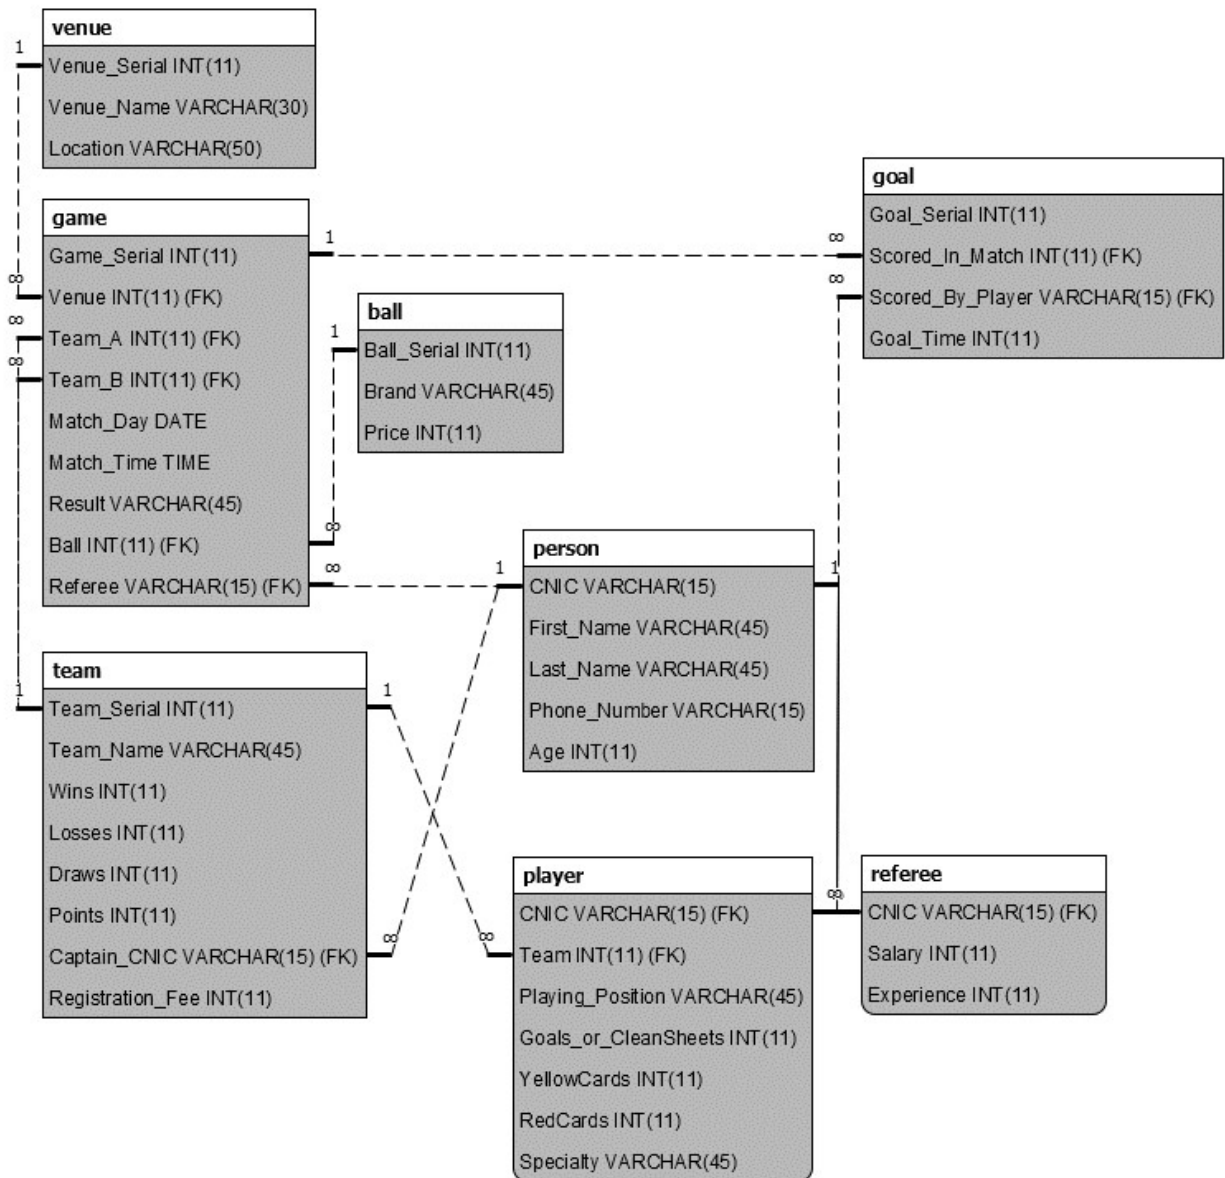 venue
1
Venue_Serial INT(11)
Venue_Name VARCHAR(30)
Location VARCHAR(50)
game
Game_Serial INT(11)
1
∞
Venue INT(11) (FK)
∞
Team_A INT(11) (FK)
∞
Team_B INT(11) (FK)
Match_Day DATE
Match_Time TIME
Result VARCHAR(45)
Ball INT(11) (FK)
∞
Referee VARCHAR(15) (FK)
∞
ball
1
Ball_Serial INT(11)
Brand VARCHAR(45)
Price INT(11)
goal
Goal_Serial INT(11)
∞
Scored_In_Match INT(11) (FK)
∞
Scored_By_Player VARCHAR(15) (FK)
Goal_Time INT(11)
person
1
CNIC VARCHAR(15)
1
First_Name VARCHAR(45)
Last_Name VARCHAR(45)
Phone_Number VARCHAR(15)
Age INT(11)
team
1
Team_Serial INT(11)
1
Team_Name VARCHAR(45)
Wins INT(11)
Losses INT(11)
Draws INT(11)
Points INT(11)
Captain_CNIC VARCHAR(15) (FK)
∞
Registration_Fee INT(11)
player
CNIC VARCHAR(15) (FK)
∞
∞
Team INT(11) (FK)
Playing_Position VARCHAR(45)
Goals_or_CleanSheets INT(11)
YellowCards INT(11)
RedCards INT(11)
Specialty VARCHAR(45)
referee
∞
CNIC VARCHAR(15) (FK)
Salary INT(11)
Experience INT(11)